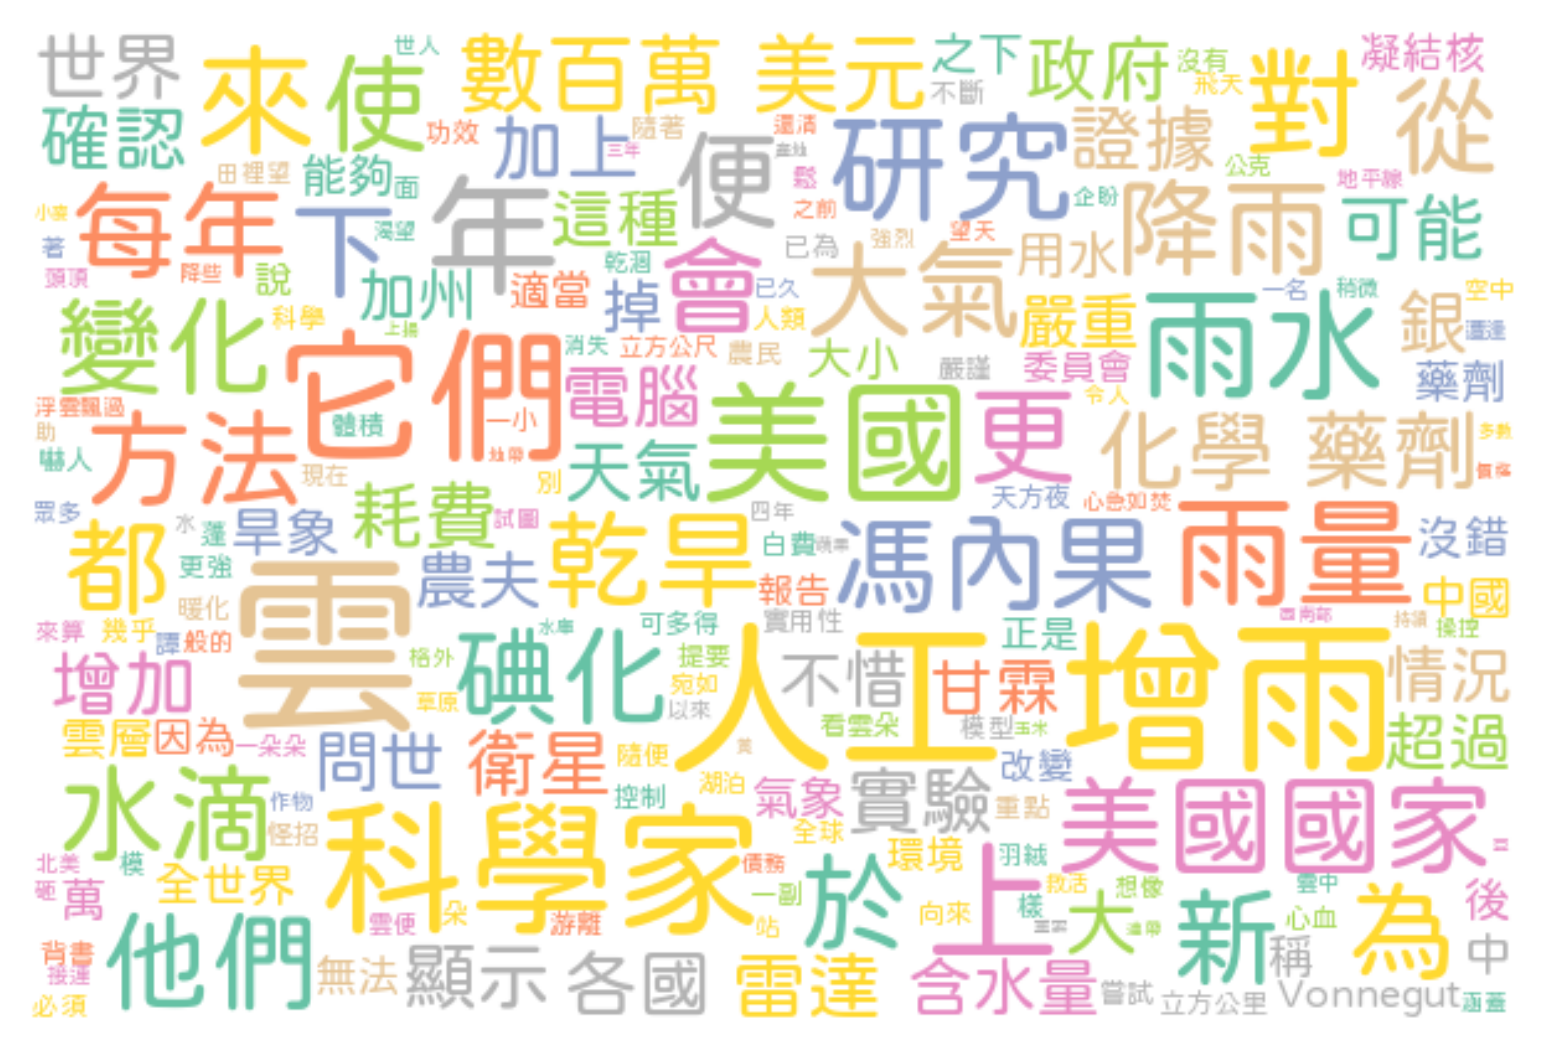 世界
來使
世人
數百萬
美元
之下
政府
沒有
飛天
對
凝結核
從
確認
功效
加上
隨著
還清
不斷
研究
證據
公克
地平線
三年
便
鬆
田裡望
能夠
面
每年
下
年
這種
之前
企盼
降雨
可能
小麥
著
渴望
已為
強烈
望天
用水
頭頂
降些
說
加州
適當
乾涸
掉
會
已久
大氣
嚴重
一名
稍微
銀
空中
遭逢
變化
科學
上揚
它們
人類
消失
立方公尺
農民
大小
嚴謹
委員會
雨水
藥劑
浮雲飄過
助
方法
體積
一小
電腦
美國
更
令人
化學
藥劑
多數
嚇人
現在
別
天氣
天方夜
心急如焚
眾多
水
蓮
旱象
耗費
試圖
乾旱
四年
白費
馮內果
雨量
沒錯
都
更強
雲
農夫
報告
中國
暖化
實用性
西南部
持續
操控
來算
幾乎
譚
般的
水庫
可多得
正是
增加
格外
碘化
提要
宛如
以來
人工增雨
不惜
甘霖
情況
草原
看雲朵
模型
玉米
雲層
因為
一朵朵
問世
衛星
隨便
改變
超過
水滴
作物
怪招
控制
湖泊
氣象
實驗
重點
美國國家
科學家
全球
環境
羽絨
北美
模
全世界
債務
砸
萬
一副
於
上
救活
想像
雲中
後
樣
大
新
心血
為
他們
雲便
朵
游離
站
向來
稱
中
背書
接連
無法
顯示
各國
雷達
含水量
嘗試
立方公里
Vonnegut
涵蓋
必須